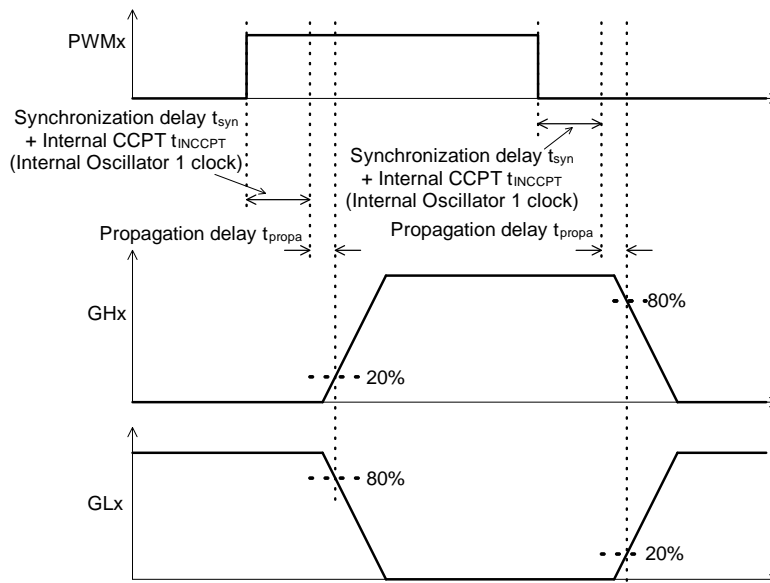 PWMx
Synchronization delay tsyn
+ Internal CCPT tINCCPT
(Internal Oscillator 1 clock)
Synchronization delay tsyn
+ Internal CCPT tINCCPT
(Internal Oscillator 1 clock)
Propagation delay tpropa
Propagation delay tpropa
GHx
80%
20%
GLx
80%
20%